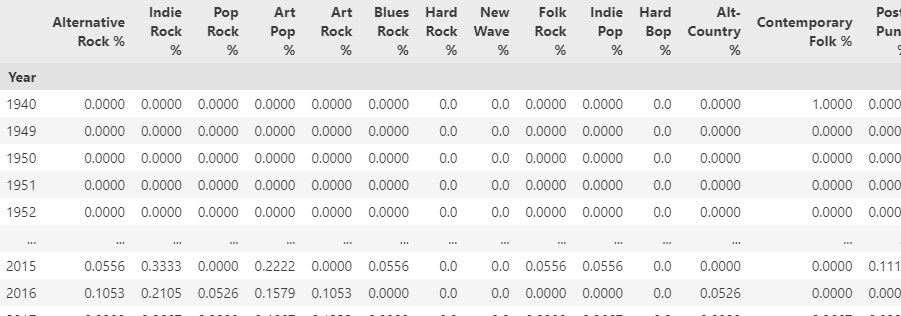 Alternative Rock % Indie Rock % Pop Rock % Art Pop % Art Rock % Blues Rock % Hard Rock % New Wave % Folk Rock % Indie Pop % Hard Bop % Alt-Country % Contemporary Folk % Post
Year
1940 0.0000 0.0000 0.0000 0.0000 0.0000 0.0000 0.0 0.0 0.0000 0.0000 0.0 0.0000 1.0000 0.000
1949 0.0000 0.0000 0.0000 0.0000 0.0000 0.0000 0.0 0.0 0.0000 0.0000 0.0 0.0000 0.0000 0.000
1950 0.0000 0.0000 0.0000 0.0000 0.0000 0.0000 0.0 0.0 0.0000 0.0000 0.0 0.0000 0.0000 0.000
1951 0.0000 0.0000 0.0000 0.0000 0.0000 0.0000 0.0 0.0 0.0000 0.0000 0.0 0.0000 0.0000 0.000
1952 0.0000 0.0000 0.0000 0.0000 0.0000 0.0000 0.0 0.0 0.0000 0.0000 0.0 0.0000 0.0000 0.000
... ... ... ... ... ... ... ... ... ... ... ... ... ... ...
2015 0.0556 0.3333 0.0000 0.2222 0.0000 0.0556 0.0 0.0 0.0556 0.0556 0.0 0.0000 0.0000 0.111
2016 0.1053 0.2105 0.0526 0.1579 0.1053 0.0000 0.0 0.0 0.0000 0.0000 0.0 0.0526 0.0000 0.000